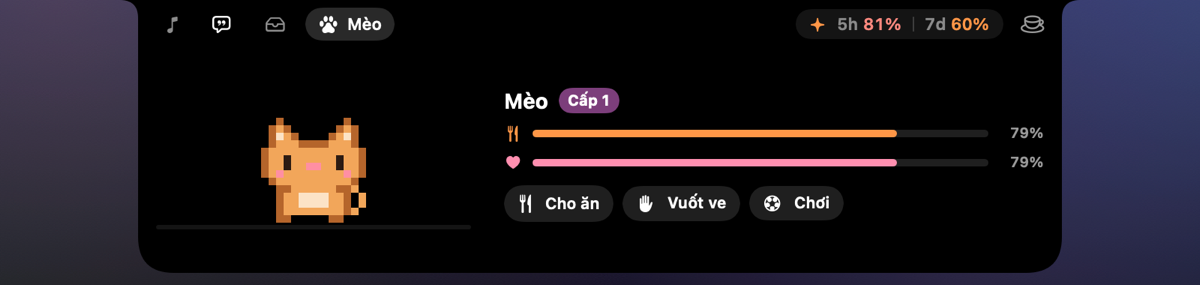 Mèo
5h 81% | 7d 60%
Mèo Cấp 1
79%
79%
Cho ăn Vuốt ve Chơi